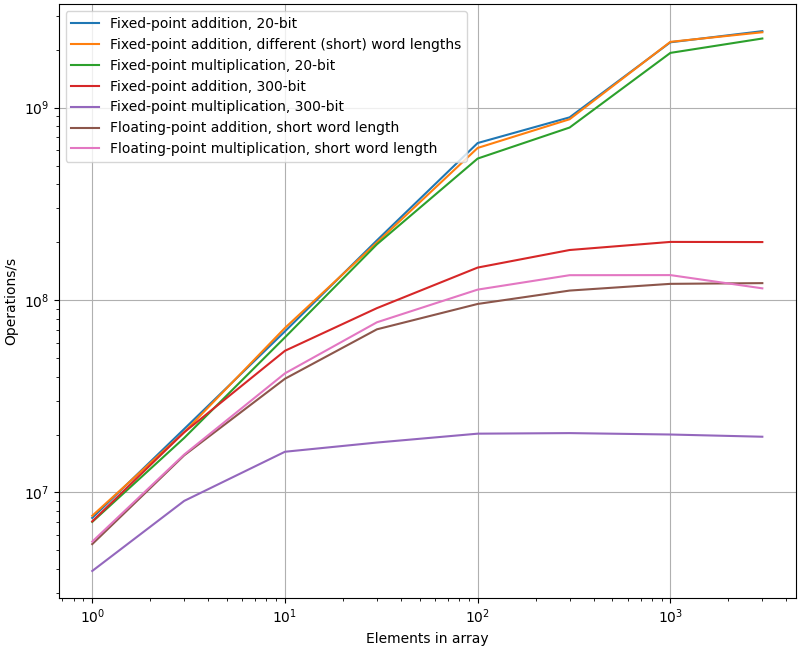 Fixed-point addition, 20-bit
Fixed-point addition, different (short) word lengths
Fixed-point multiplication, 20-bit
Fixed-point addition, 300-bit
Fixed-point multiplication, 300-bit
Floating-point addition, short word length
Floating-point multiplication, short word length
10⁹
10⁸
10⁷
Operations/s
10⁰ 10¹ 10² 10³
Elements in array